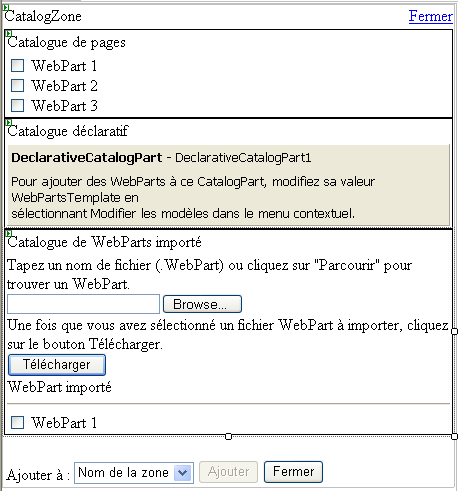 CatalogZone Fermer
Catalogue de pages
WebPart 1
WebPart 2
WebPart 3
Catalogue déclaratif
DeclarativeCatalogPart - DeclarativeCatalogPart1
Pour ajouter des WebParts à ce CatalogPart, modifiez sa valeur
WebPartsTemplate en
sélectionnant Modifier les modèles dans le menu contextuel.
Catalogue de WebParts importé
Tapez un nom de fichier (.WebPart) ou cliquez sur "Parcourir" pour
trouver un WebPart.
Browse...
Une fois que vous avez sélectionné un fichier WebPart à importer, cliquez
sur le bouton Télécharger.
Télécharger
WebPart importé
WebPart 1
Ajouter à : Nom de la zone Ajouter Fermer